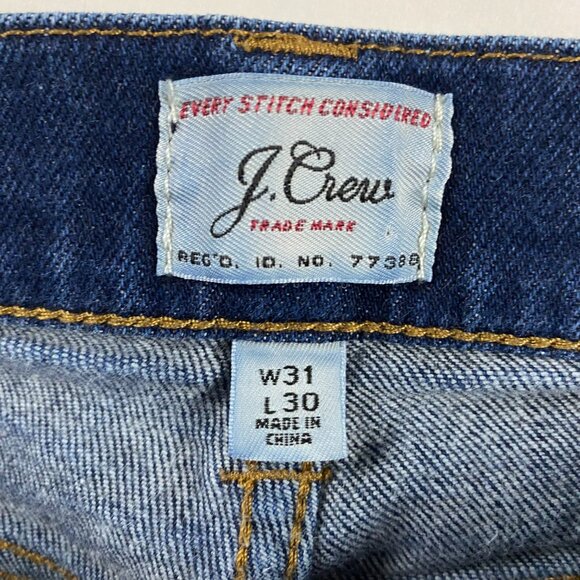 EVERY STITCH CONSIDERED
J.Crew
TRADE MARK
REG'D. ID. NO. 77388
W31
L30
MADE IN
CHINA